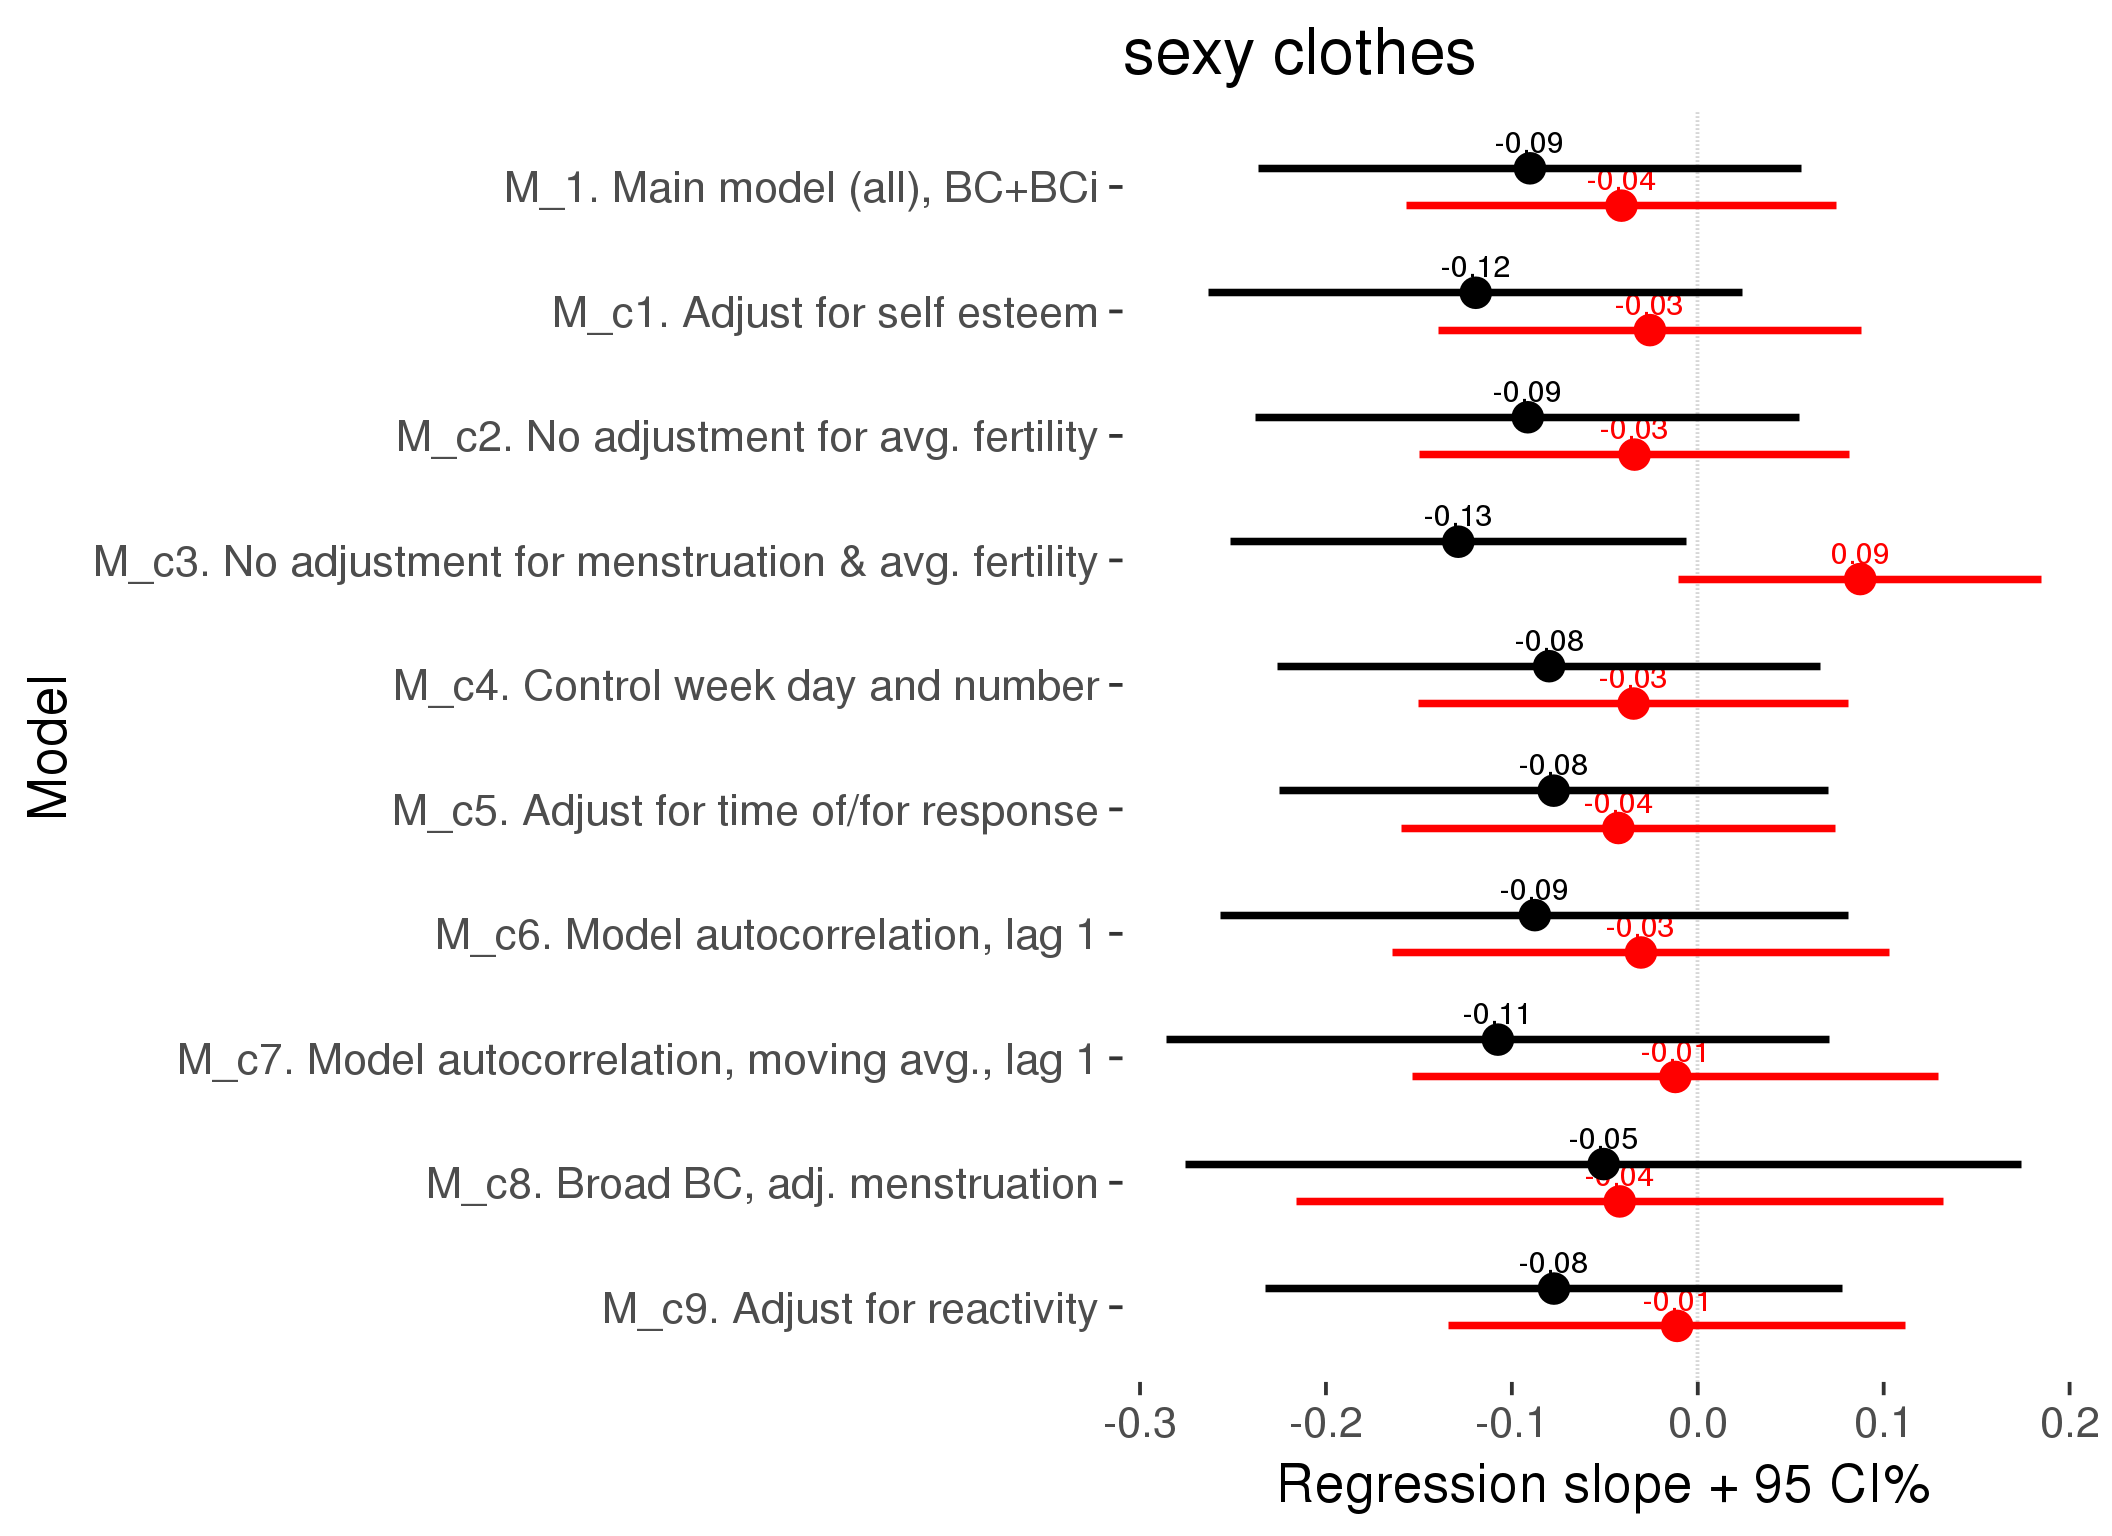 sexy clothes
Model
M_1. Main model (all), BC+BCi
-0.09
-0.04
M_c1. Adjust for self esteem
-0.12
-0.03
M_c2. No adjustment for avg. fertility
-0.09
-0.03
M_c3. No adjustment for menstruation & avg. fertility
-0.13
0.09
M_c4. Control week day and number
-0.08
-0.03
M_c5. Adjust for time of/for response
-0.08
-0.04
M_c6. Model autocorrelation, lag 1
-0.09
-0.03
M_c7. Model autocorrelation, moving avg., lag 1
-0.11
-0.01
M_c8. Broad BC, adj. menstruation
-0.05
-0.04
M_c9. Adjust for reactivity
-0.08
-0.01
-0.3 -0.2 -0.1 0.0 0.1 0.2
Regression slope + 95 CI%